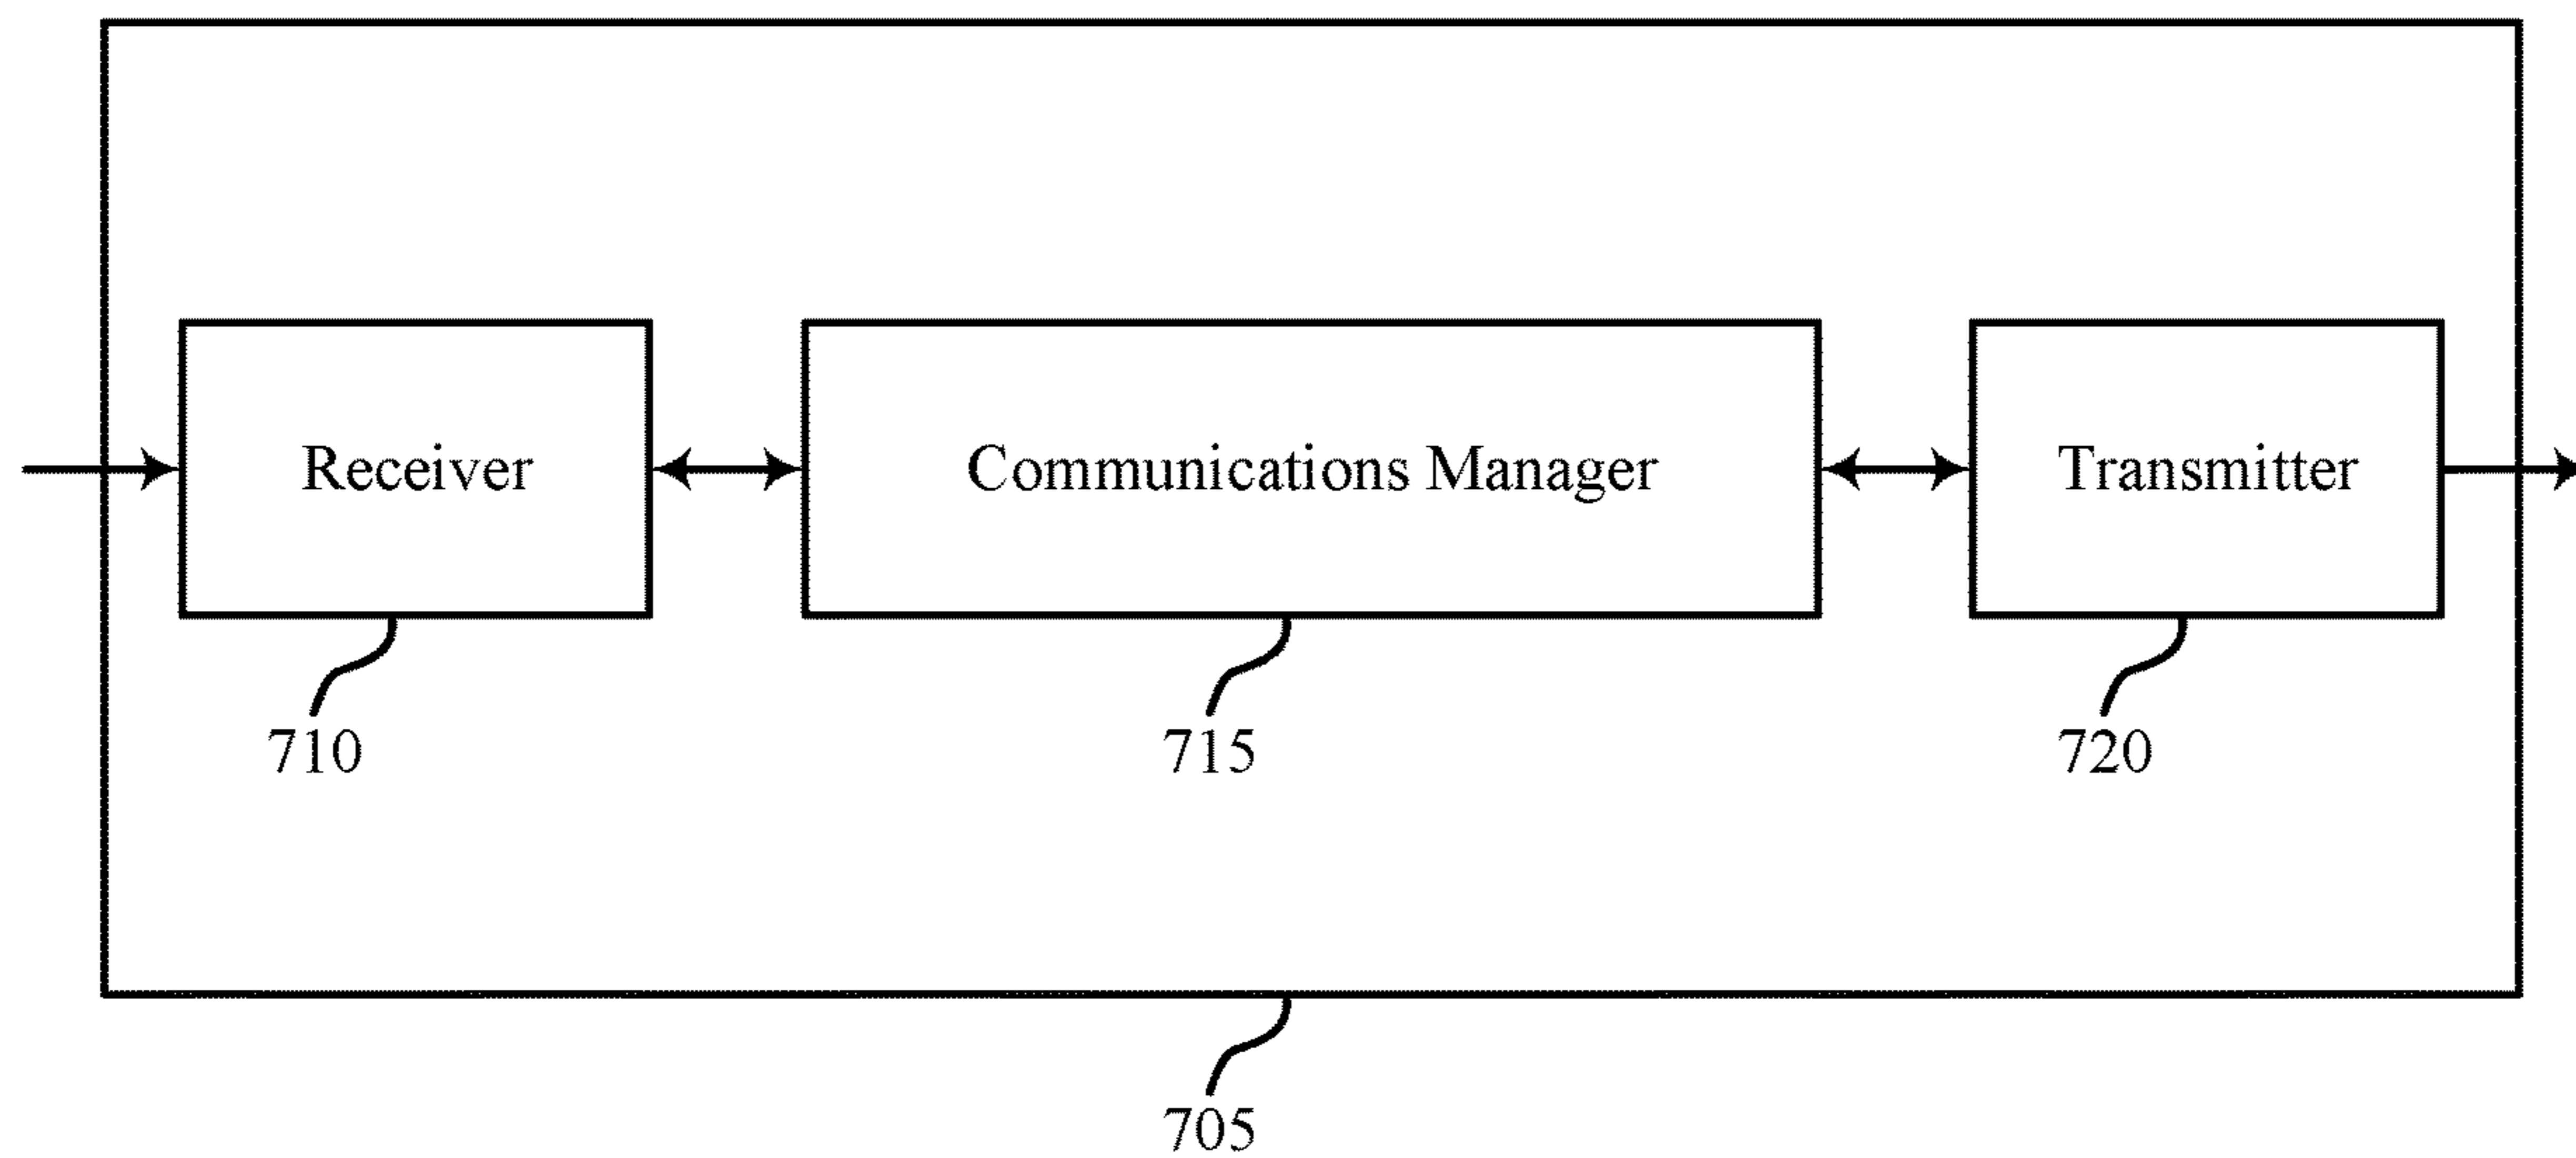 Receiver
Communications Manager
Transmitter
710
715
720
705